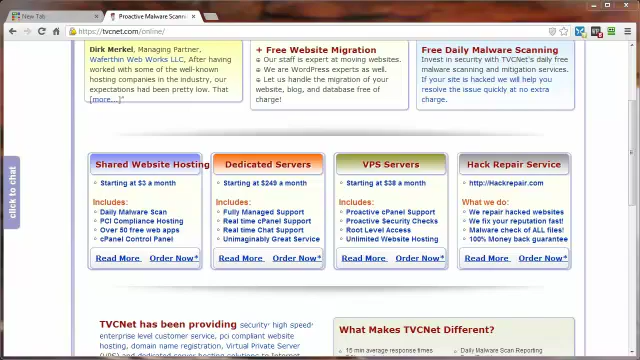 New Tab
Proactive Malware Scanni
https://tvcnet.com/online/
Dirk Merkel, Managing Partner,
Waferthin Web Works LLC, After having
worked with some of the well-known
hosting companies in the industry, our
expectations had been pretty low. That
[more...]"
+ Free Website Migration
Our staff is expert at moving websites.
We are WordPress experts as well.
Let us handle the migration of your
website, blog, and database free of
charge!
Free Daily Malware Scanning
Invest in security with TVCNet's daily free
malware scanning and mitigation services.
If your site is hacked we will help you
resolve the issue quickly at no extra
charge.
click to chat
Shared Website Hosting
Starting at $3 a month
Includes:
Daily Malware Scan
PCI Compliance Hosting
Over 50 free web apps
cPanel Control Panel
Read More Order Now*
Dedicated Servers
Starting at $249 a month
Includes:
Fully Managed Support
Real time cPanel Support
Real time Chat Support
Unimaginably Great Service
Read More Order Now*
VPS Servers
Starting at $38 a month
Includes:
Proactive cPanel Support
Proactive Security Checks
Root Level Access
Unlimited Website Hosting
Read More Order Now*
Hack Repair Service
http://Hackrepair.com
What we do:
We repair hacked websites
We fix your reputation fast!
Malware check of ALL files!
100% Money back guarantee
Read More Order Now*
TVCNet has been providing security, high speed,
enterprise level customer service, pci compliant website
hosting, domain name registration, Virtual Private Server
(VPS) and dedicated server hosting solutions to Internet
What Makes TVCNet Different?
15 min average response times
Daily Malware Scan Reporting